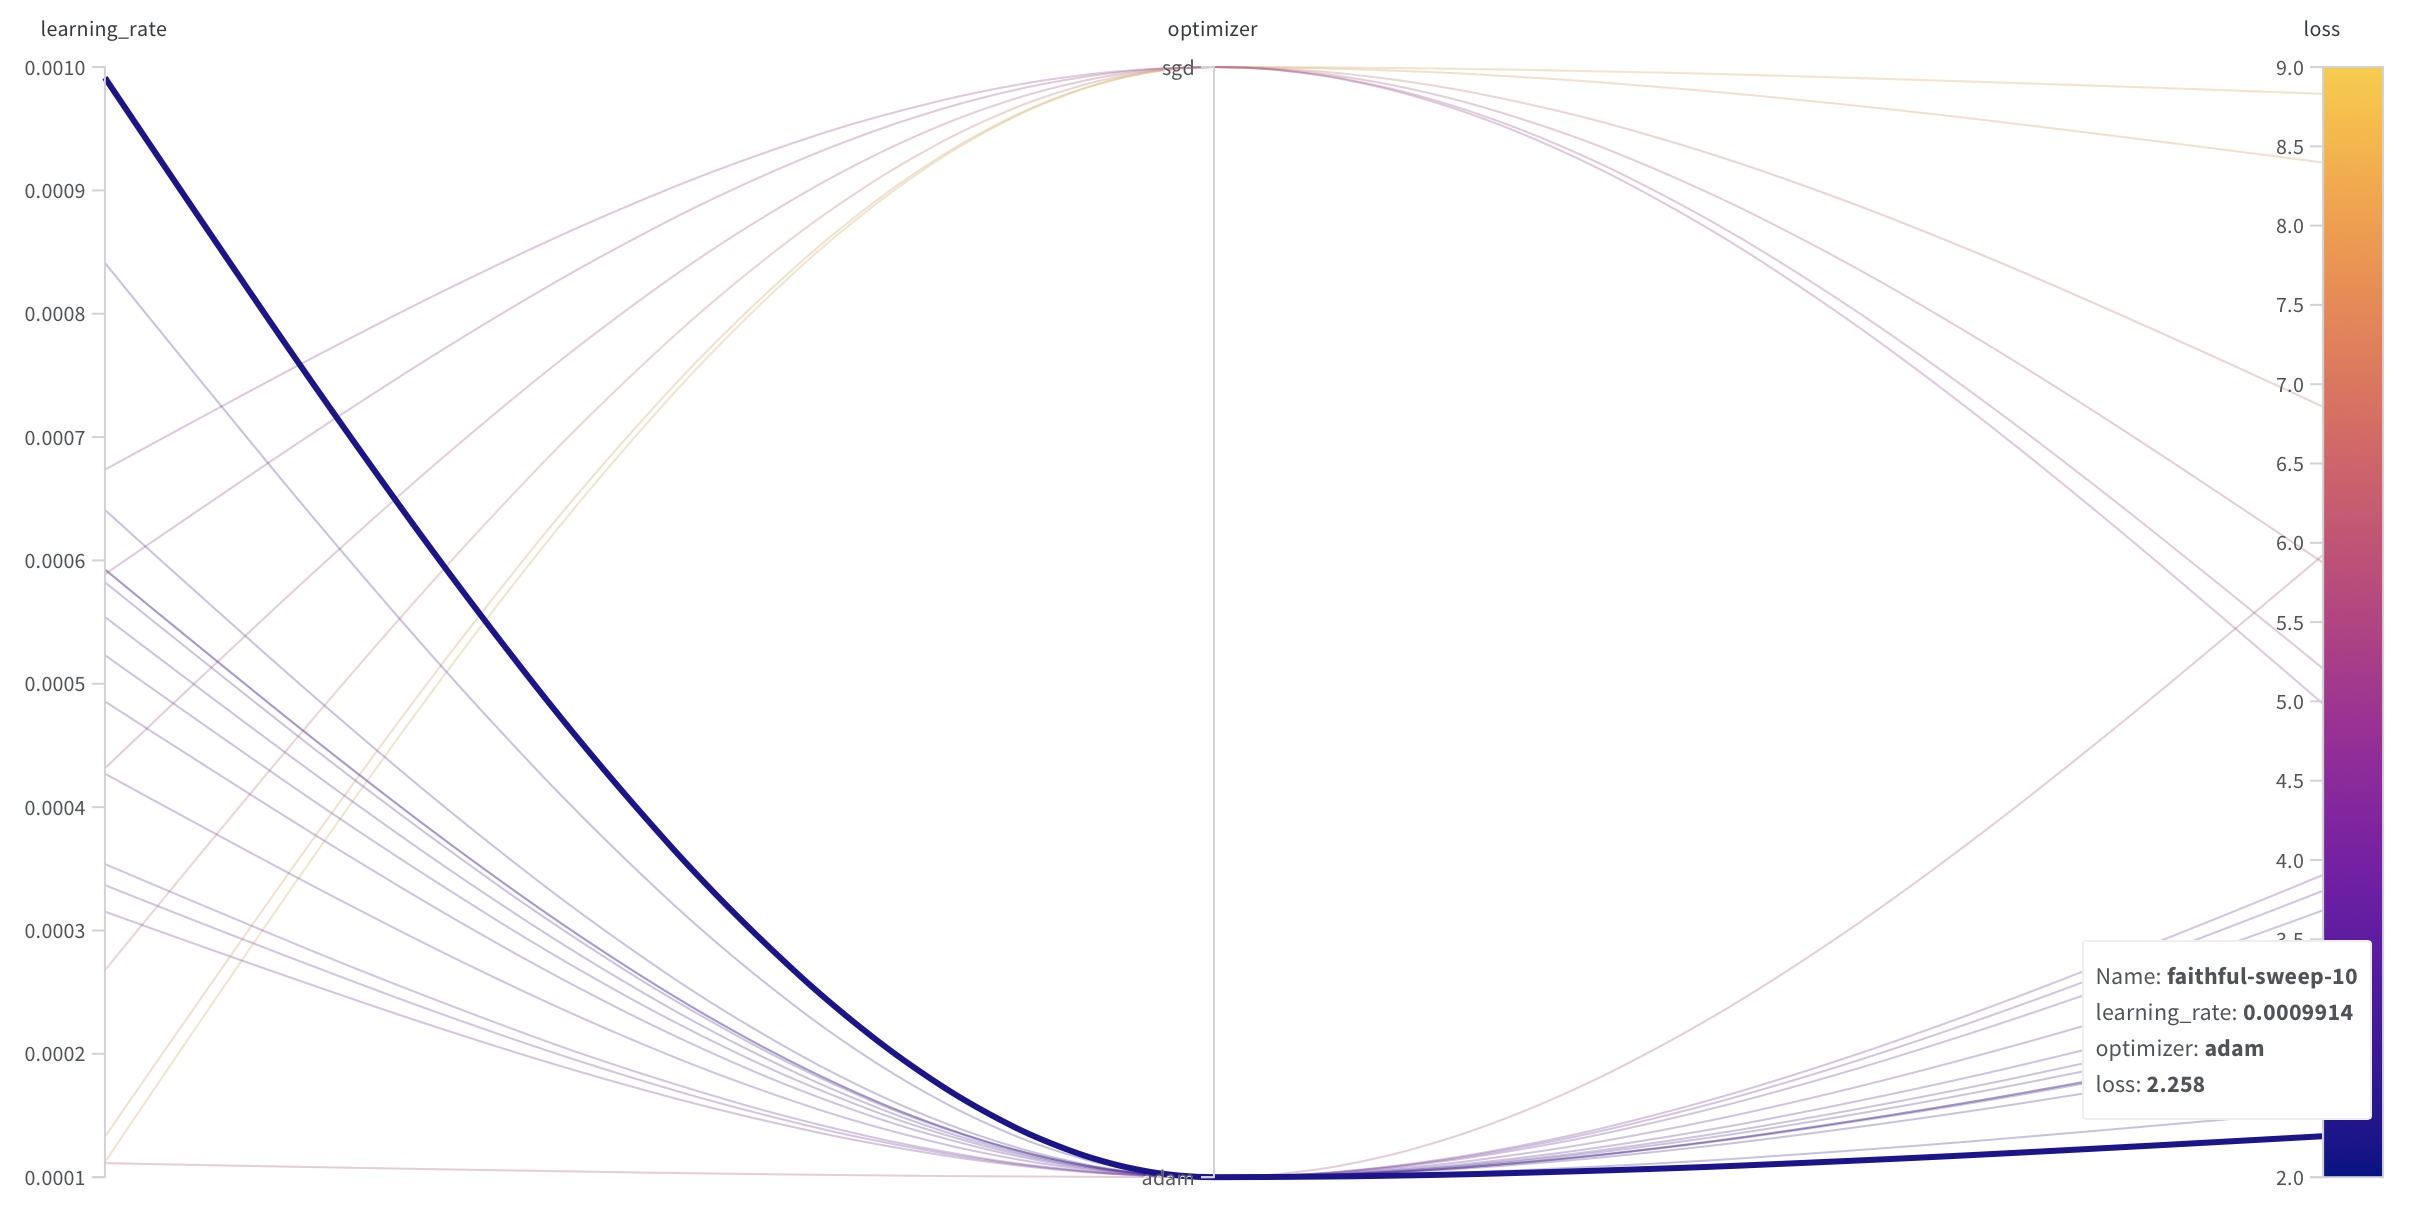 learning_rate optimizer loss
0.0010 sgd 9.0
8.5
0.0009
8.0
0.0008
7.5
7.0
0.0007
6.5
0.0006
6.0
5.5
0.0005
5.0
4.5
0.0004
4.0
0.0003
Name: faithful-sweep-10
learning_rate: 0.0009914
optimizer: adam
0.0002
loss: 2.258
0.0001 adam 2.0